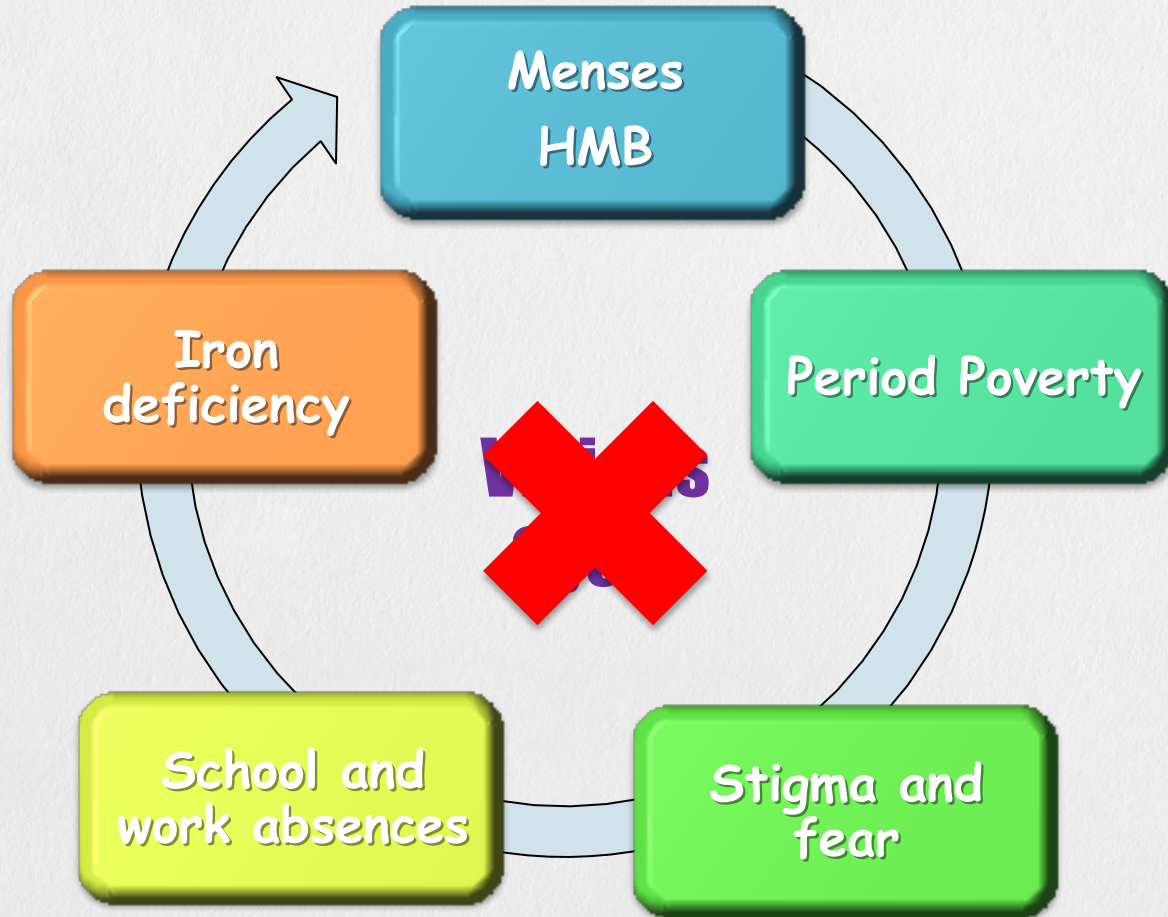 Menses
HMB
Period Poverty
Stigma and
fear
School and
work absences
Iron
deficiency